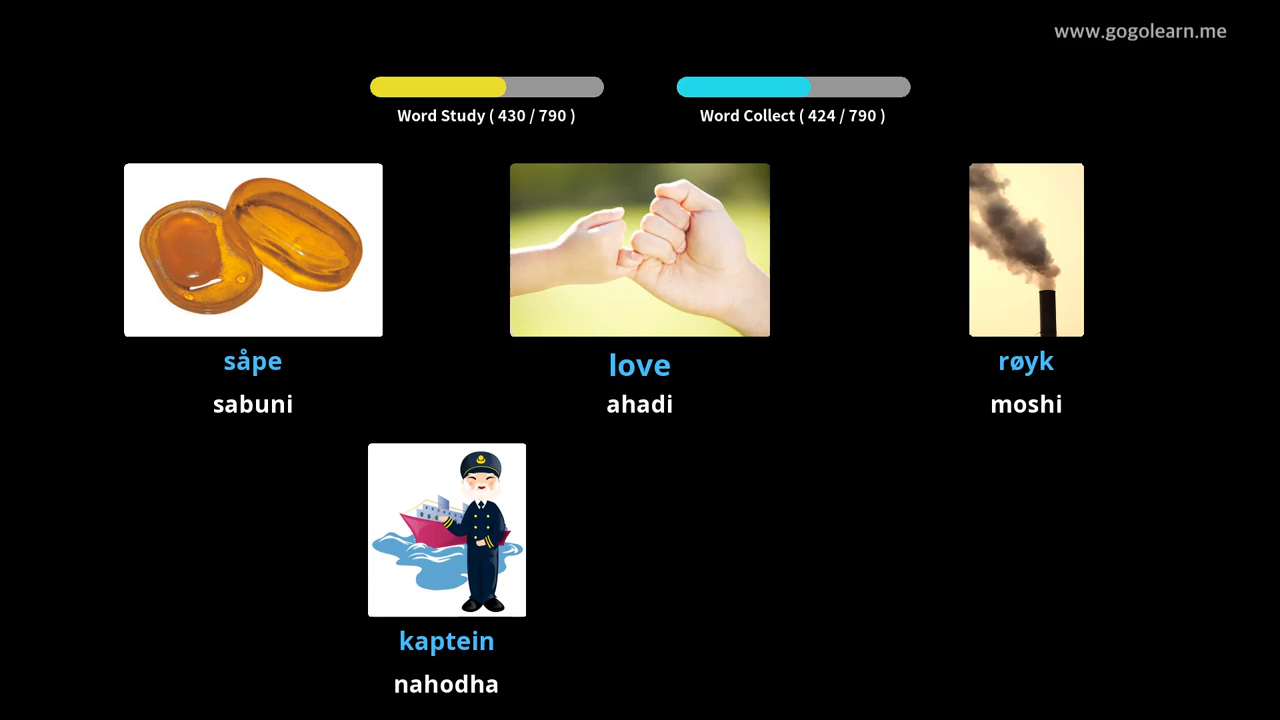 www.gogolearn.me
Word Study ( 430 / 790 )
Word Collect ( 424 / 790 )
såpe
love
røyk
sabuni
ahadi
moshi
kaptein
nahodha